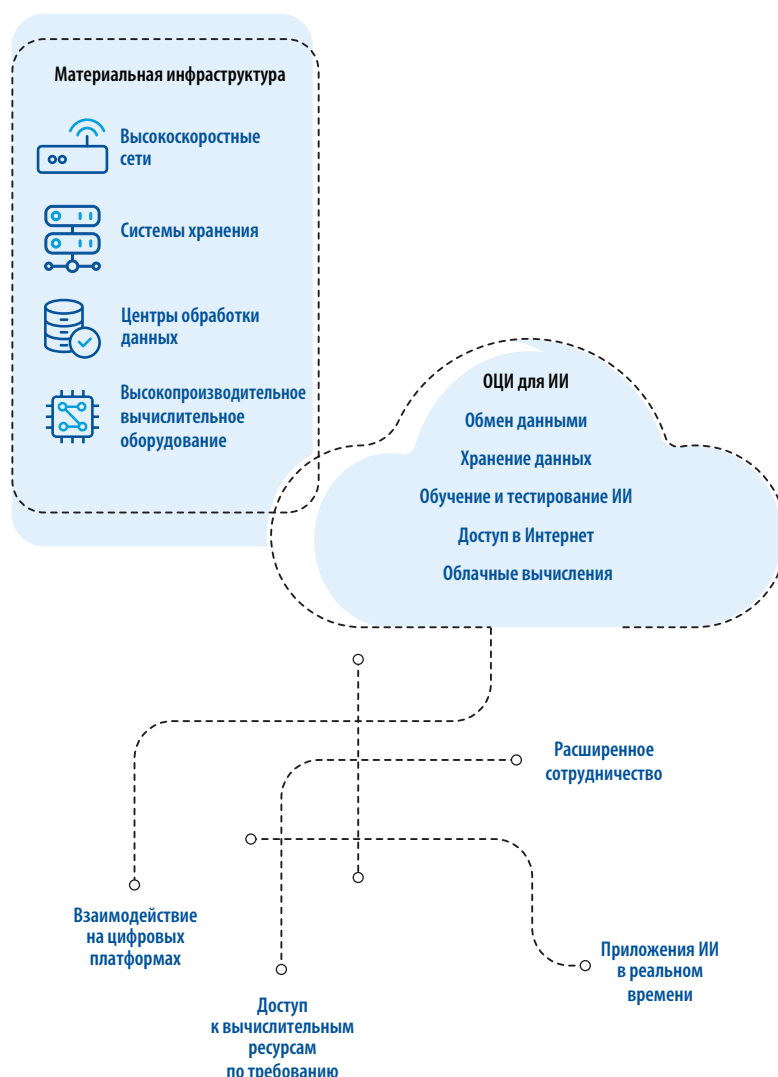 Материальная инфраструктура
Высокоскоростные
сети
Системы хранения
Центры обработки
данных
Высокопроизводительное
вычислительное
оборудование
ОЦИ для ИИ
Обмен данными
Хранение данных
Обучение и тестирование ИИ
Доступ в Интернет
Облачные вычисления
Расширенное
сотрудничество
Взаимодействие
на цифровых
платформах
Приложения ИИ
в реальном
времени
Доступ
к вычислительным
ресурсам
по требованию